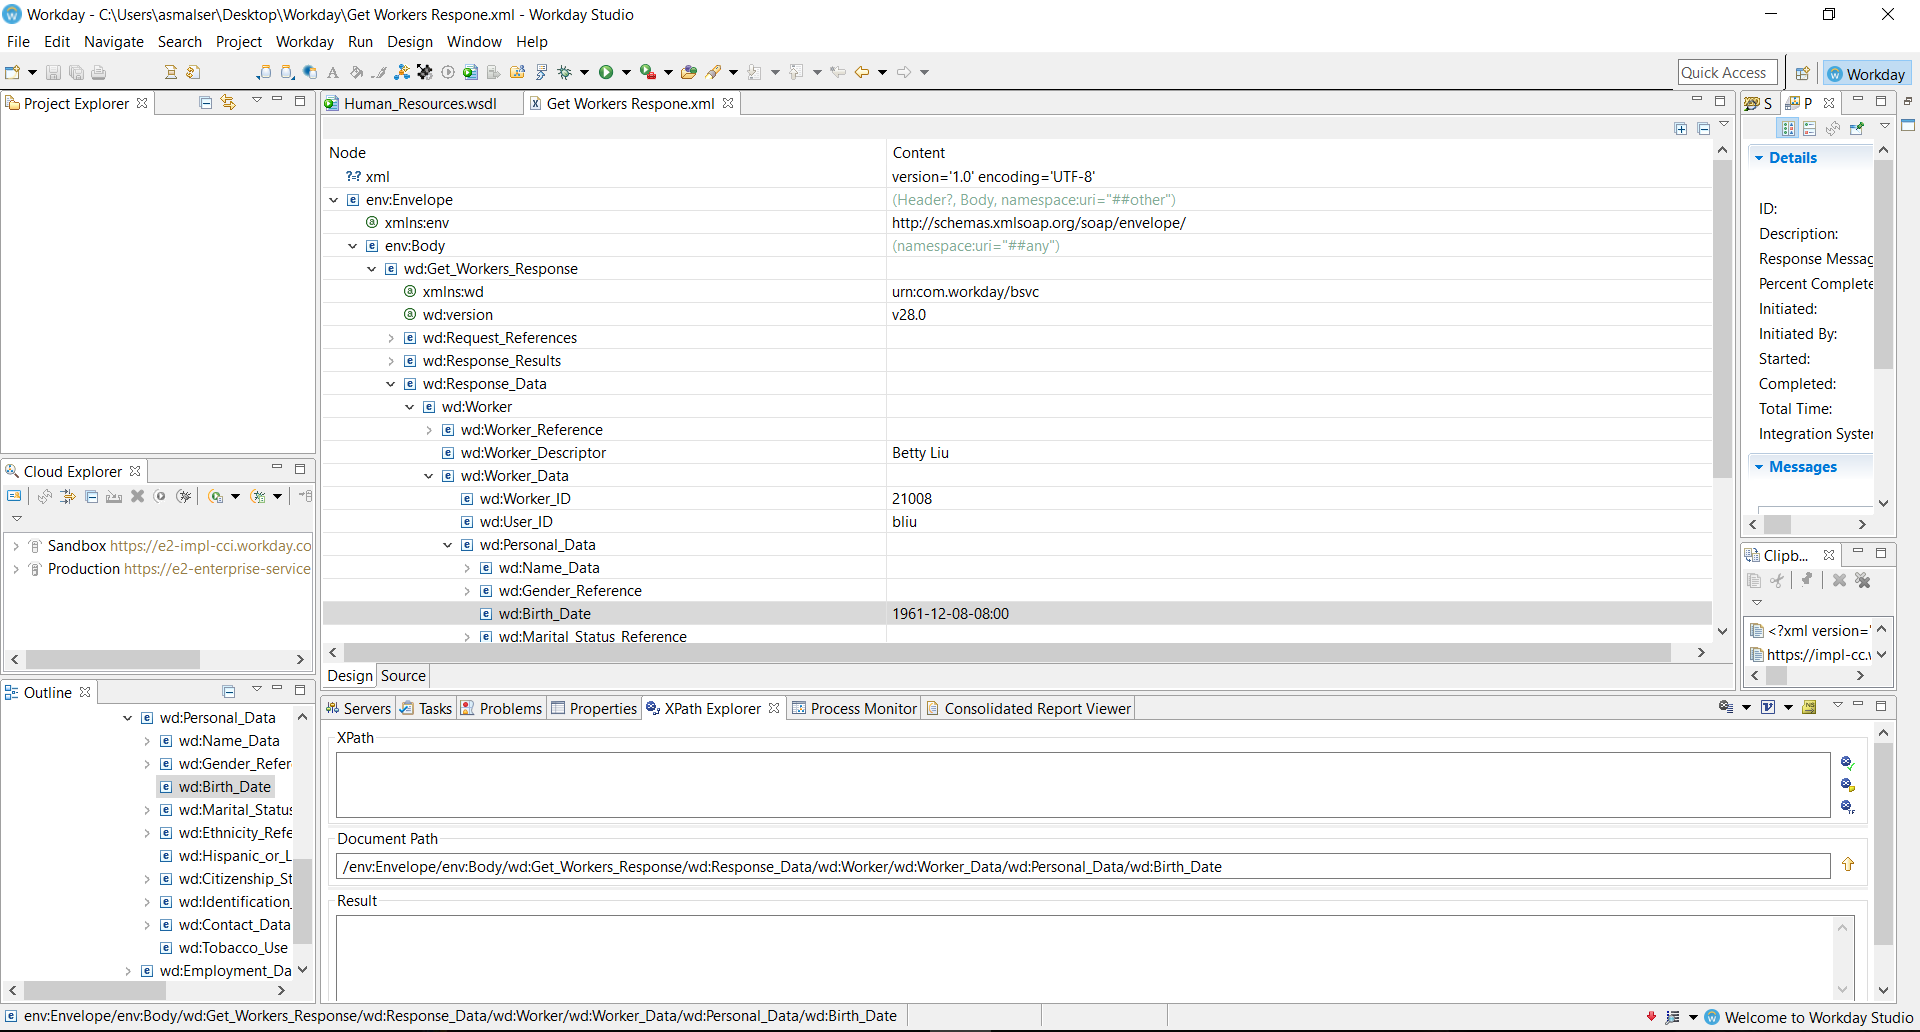 Workday - C:\Users\asmalser\Desktop\Workday\Get Workers Respone.xml - Workday Studio
File Edit Navigate Search Project Workday Run Design Window Help
Quick Access
Workday
Project Explorer
Human_Resources.wsdl
Get Workers Respone.xml
S
P
Node Content
xml version='1.0' encoding='UTF-8'
env:Envelope (Header?, Body, namespace:uri="##other")
xmlns:env http://schemas.xmlsoap.org/soap/envelope/
env:Body (namespace:uri="##any")
wd:Get_Workers_Response
xmlns:wd urn:com.workday/bsvc
wd:version v28.0
wd:Request_References
wd:Response_Results
wd:Response_Data
wd:Worker
wd:Worker_Reference
wd:Worker_Descriptor Betty Liu
wd:Worker_Data
wd:Worker_ID 21008
wd:User_ID bliu
wd:Personal_Data
wd:Name_Data
wd:Gender_Reference
wd:Birth_Date 1961-12-08-08:00
wd:Marital_Status_Reference
Design Source
Details
ID:
Description:
Response Messag
Percent Complete
Initiated:
Initiated By:
Started:
Completed:
Total Time:
Integration Syster
Messages
Cloud Explorer
Sandbox https://e2-impl-cci.workday.co
Production https://e2-enterprise-service
Clipb...
<?xml version='
https://impl-cc.v
Outline
wd:Personal_Data
wd:Name_Data
wd:Gender_Refer
wd:Birth_Date
wd:Marital_Status
wd:Ethnicity_Refe
wd:Hispanic_or_L
wd:Citizenship_St
wd:Identification_
wd:Contact_Data
wd:Tobacco_Use
wd:Employment_Da
Servers Tasks Problems Properties XPath Explorer Process Monitor Consolidated Report Viewer
XPath
Document Path
/env:Envelope/env:Body/wd:Get_Workers_Response/wd:Response_Data/wd:Worker/wd:Worker_Data/wd:Personal_Data/wd:Birth_Date
Result
env:Envelope/env:Body/wd:Get_Workers_Response/wd:Response_Data/wd:Worker/wd:Worker_Data/wd:Personal_Data/wd:Birth_Date
Welcome to Workday Studio